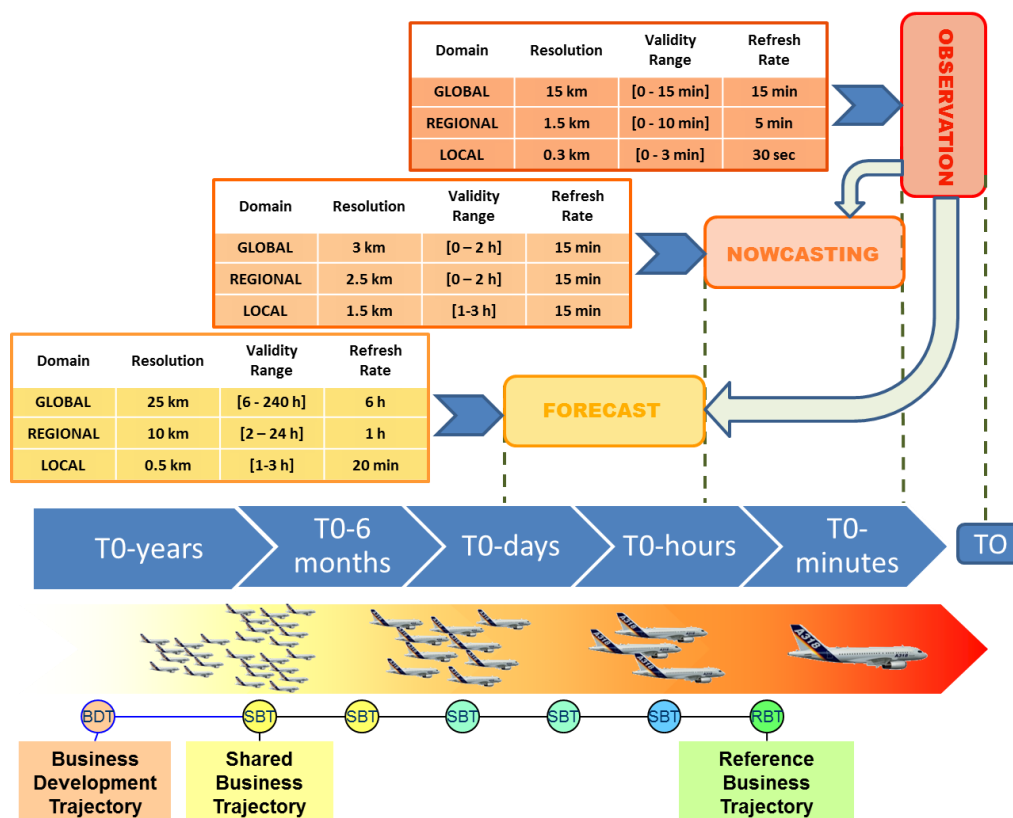 Domain Resolution Validity Range Refresh Rate
GLOBAL 15 km [0 - 15 min] 15 min
REGIONAL 1.5 km [0 - 10 min] 5 min
LOCAL 0.3 km [0 - 3 min] 30 sec
OBSERVATION
Domain Resolution Validity Range Refresh Rate
GLOBAL 3 km [0 – 2 h] 15 min
REGIONAL 2.5 km [0 – 2 h] 15 min
LOCAL 1.5 km [1-3 h] 15 min
NOWCASTING
Domain Resolution Validity Range Refresh Rate
GLOBAL 25 km [6 - 240 h] 6 h
REGIONAL 10 km [2 – 24 h] 1 h
LOCAL 0.5 km [1-3 h] 20 min
FORECAST
T0-years
T0-6
months
T0-days
T0-hours
T0-
minutes
TO
A318
A318
A318
A318
A318
BDT SBT SBT SBT SBT SBT RBT
Business
Development
Trajectory
Shared
Business
Trajectory
Reference
Business
Trajectory